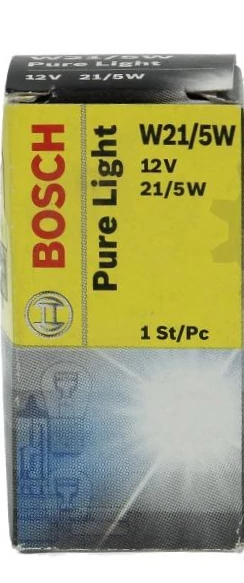 W21/5W
Pure Light
12V 21/5W
BOSCH
Pure Light
W21/5W
12V
21/5W
1 St/Pc